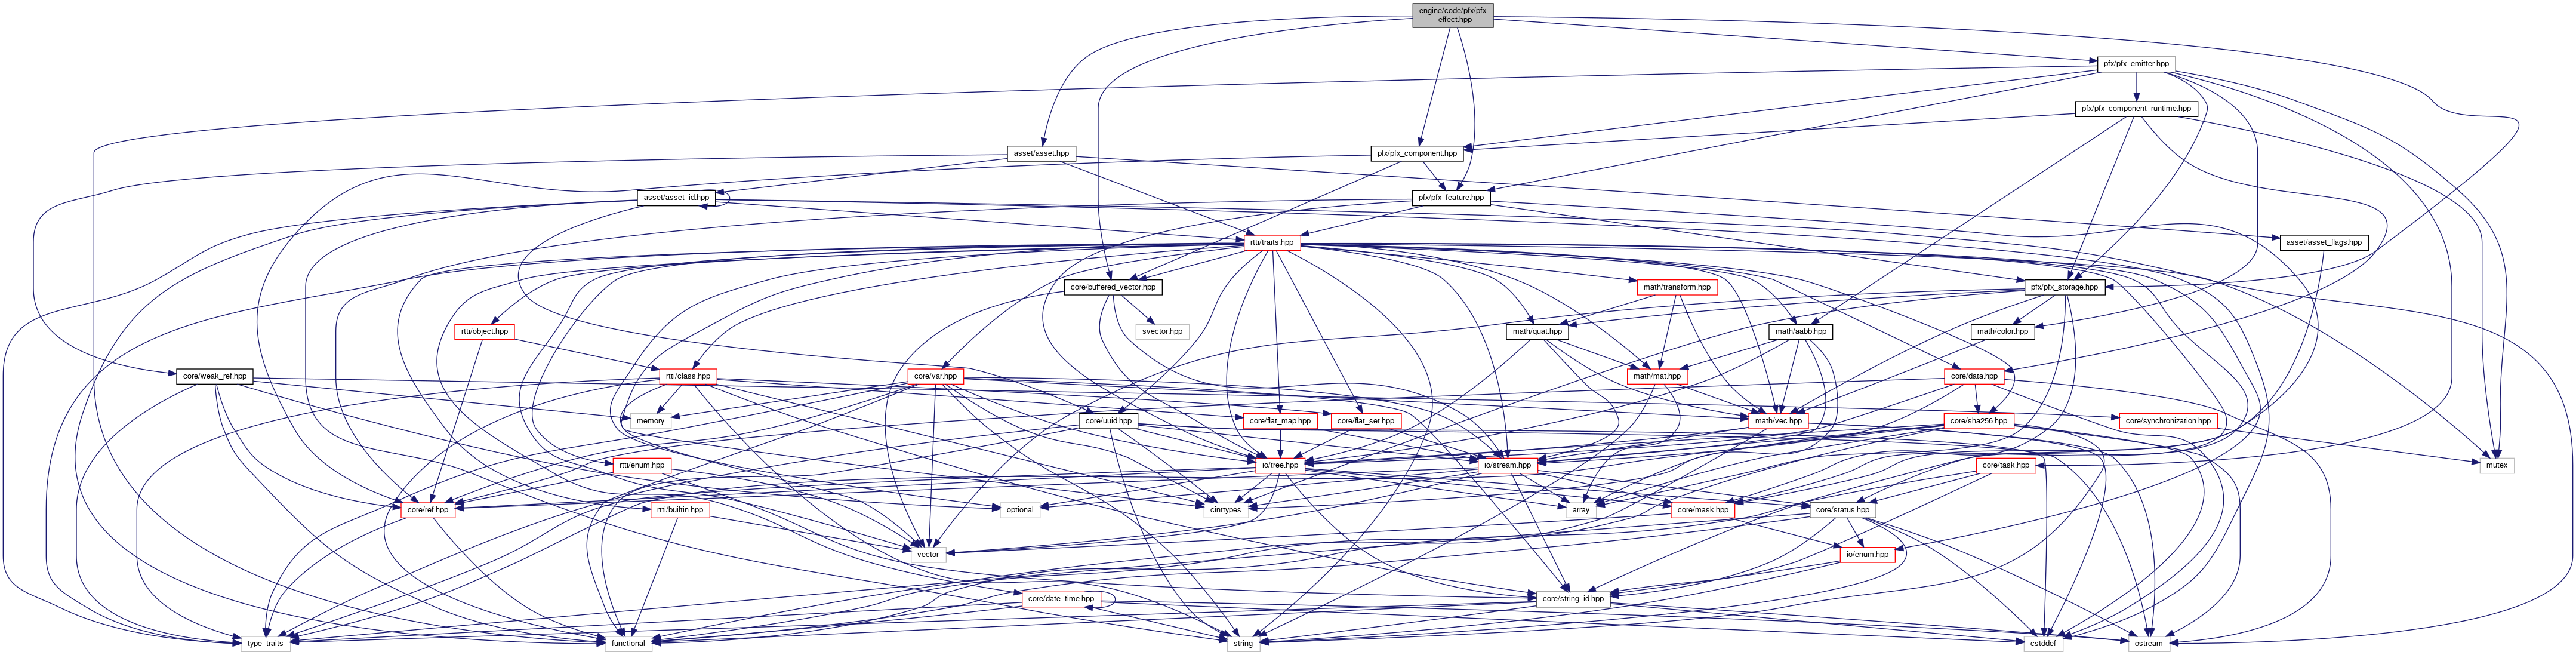 engine/code/pfx/pfx
_effect.hpp
pfx/pfx_emitter.hpp
pfx/pfx_component_runtime.hpp
asset/asset.hpp
pfx/pfx_component.hpp
asset/asset_id.hpp
pfx/pfx_feature.hpp
rtti/traits.hpp
asset/asset_flags.hpp
core/buffered_vector.hpp
math/transform.hpp
pfx/pfx_storage.hpp
rtti/object.hpp
svector.hpp
math/quat.hpp
math/aabb.hpp
math/color.hpp
core/weak_ref.hpp
rtti/class.hpp
core/var.hpp
math/mat.hpp
core/data.hpp
memory
core/uuid.hpp
core/flat_map.hpp
core/flat_set.hpp
math/vec.hpp
core/sha256.hpp
core/synchronization.hpp
rtti/enum.hpp
io/tree.hpp
io/stream.hpp
core/task.hpp
mutex
core/ref.hpp
rtti/builtin.hpp
optional
cinttypes
array
core/mask.hpp
core/status.hpp
vector
io/enum.hpp
core/date_time.hpp
core/string_id.hpp
type_traits
functional
string
cstddef
ostream